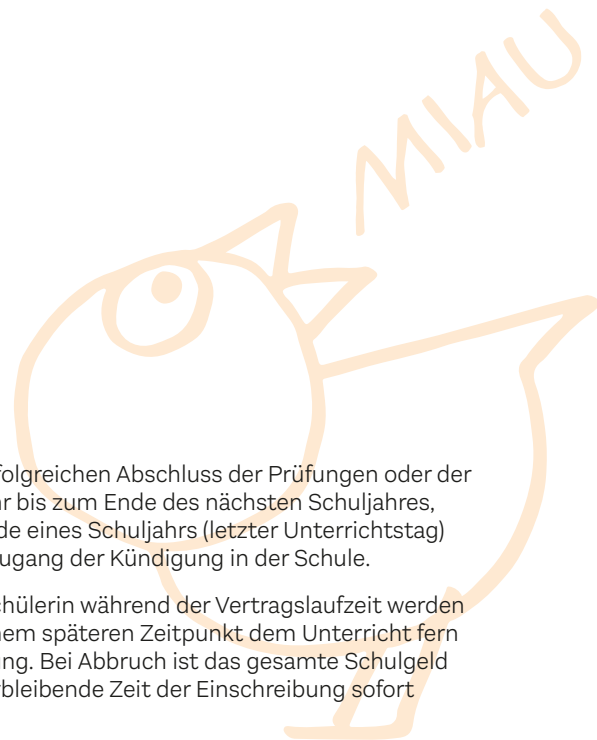 MIAU
folgreichen Abschluss der Prüfungen oder der
bis zum Ende des nächsten Schuljahres,
eines Schuljahrs (letzter Unterrichtstag)
ugang der Kündigung in der Schule.
chülerin während der Vertragslaufzeit werden
nem späteren Zeitpunkt dem Unterricht fern
ung. Bei Abbruch ist das gesamte Schulgeld
bleibende Zeit der Einschreibung sofort